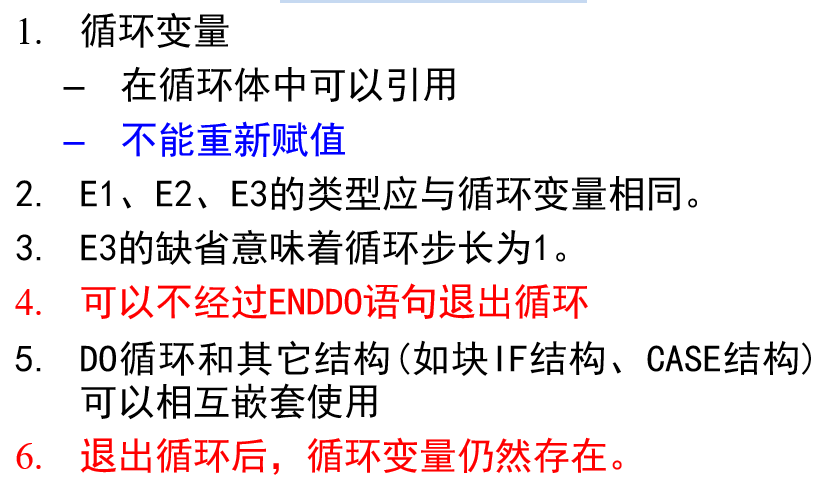 1. 循环变量
– 在循环体中可以引用
– 不能重新赋值
2. E1、E2、E3的类型应与循环变量相同。
3. E3的缺省意味着循环步长为1。
4. 可以不经过ENDDO语句退出循环
5. DO循环和其它结构(如块IF结构、CASE结构)
可以相互嵌套使用
6. 退出循环后，循环变量仍然存在。